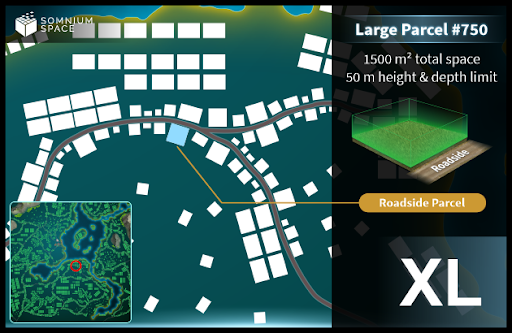 SOMNIUM
SPACE
Large Parcel #750
1500 m² total space
50 m height & depth limit
Roadside
Roadside Parcel
XL